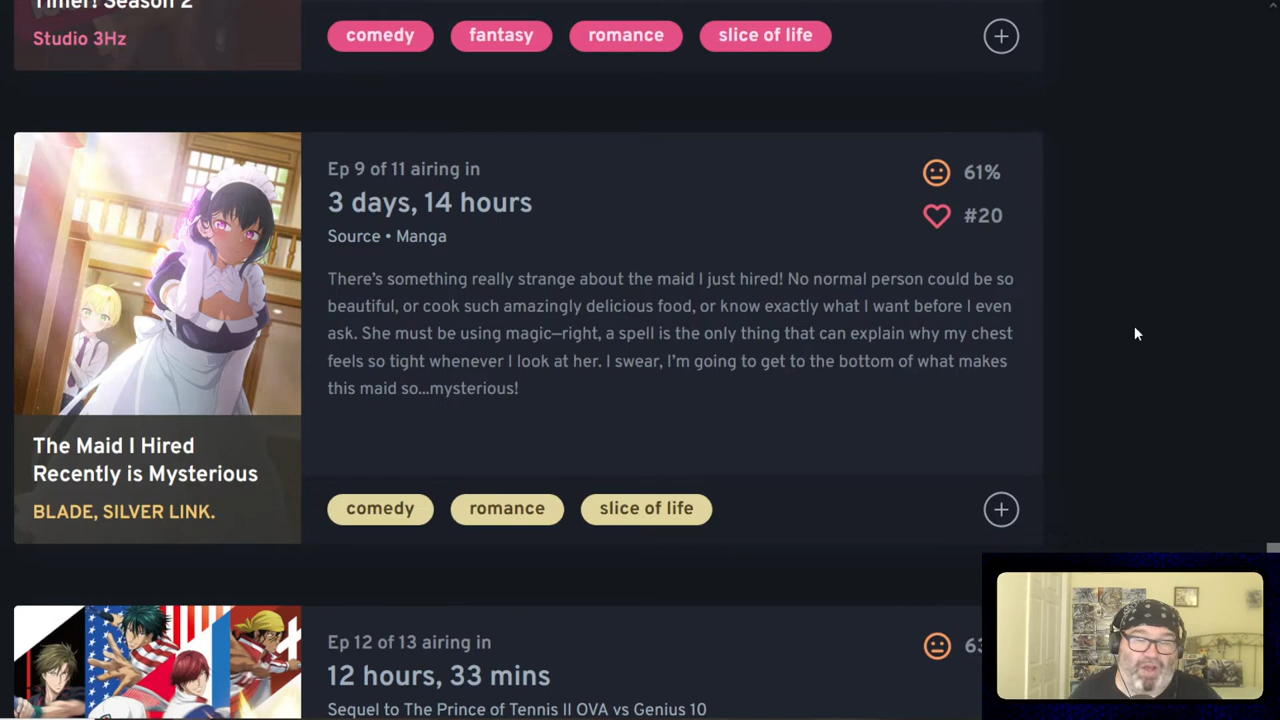 Timer! Season 2
Studio 3Hz
comedy
fantasy
romance
slice of life
Ep 9 of 11 airing in
3 days, 14 hours
Source • Manga
61%
#20
There's something really strange about the maid I just hired! No normal person could be so
beautiful, or cook such amazingly delicious food, or know exactly what I want before I even
ask. She must be using magic—right, a spell is the only thing that can explain why my chest
feels so tight whenever I look at her. I swear, I'm going to get to the bottom of what makes
this maid so...mysterious!
The Maid I Hired
Recently is Mysterious
BLADE, SILVER LINK.
comedy
romance
slice of life
Ep 12 of 13 airing in
12 hours, 33 mins
Sequel to The Prince of Tennis II OVA vs Genius 10